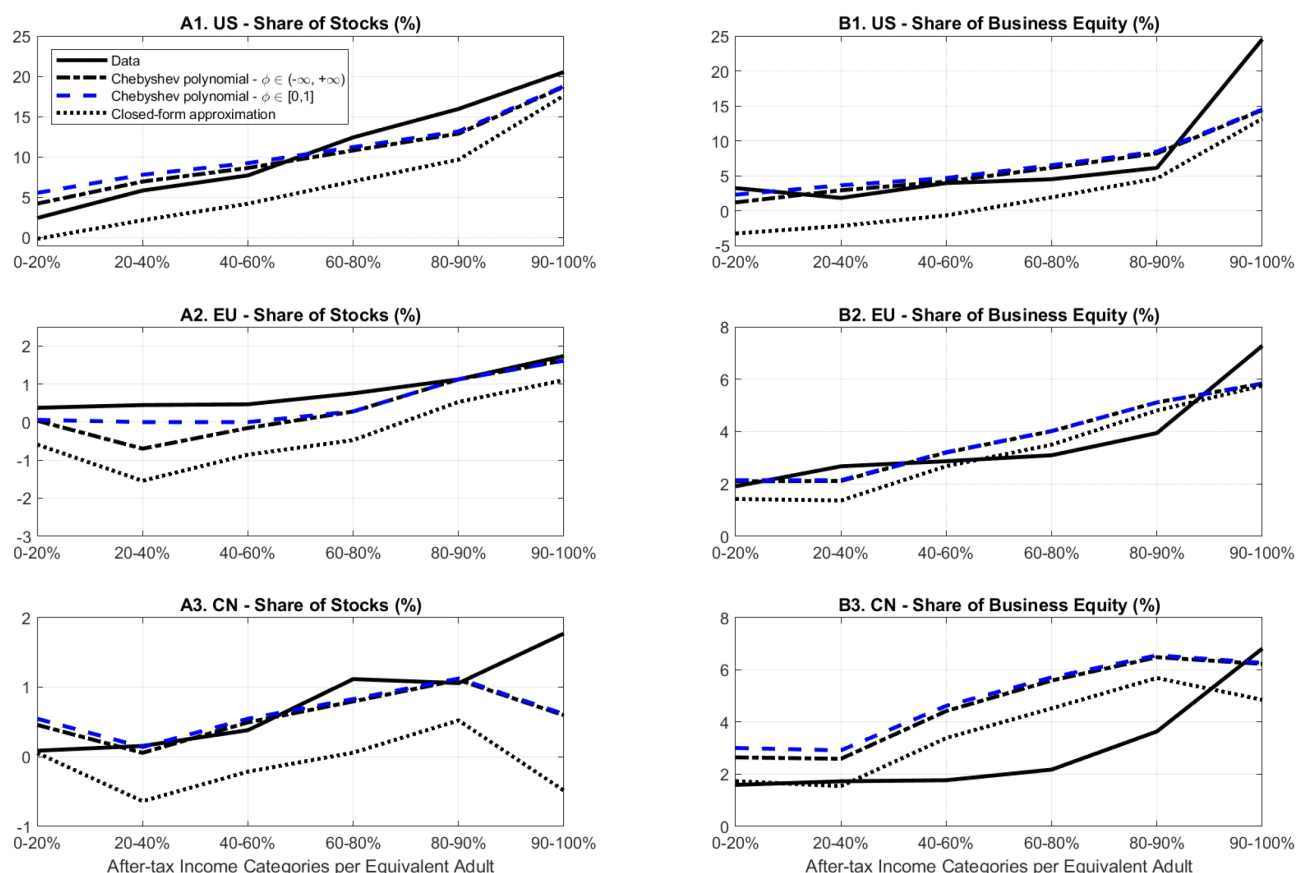 A1. US - Share of Stocks (%)
25
20
15
10
5
0
Data
Chebyshev polynomial - ϕ ∈ (-∞, +∞)
Chebyshev polynomial - ϕ ∈ [0,1]
Closed-form approximation
0-20% 20-40% 40-60% 60-80% 80-90% 90-100%
B1. US - Share of Business Equity (%)
25
20
15
10
5
0
-5
0-20% 20-40% 40-60% 60-80% 80-90% 90-100%
A2. EU - Share of Stocks (%)
2
1
0
-1
-2
-3
0-20% 20-40% 40-60% 60-80% 80-90% 90-100%
B2. EU - Share of Business Equity (%)
8
6
4
2
0
0-20% 20-40% 40-60% 60-80% 80-90% 90-100%
A3. CN - Share of Stocks (%)
2
1
0
-1
0-20% 20-40% 40-60% 60-80% 80-90% 90-100%
After-tax Income Categories per Equivalent Adult
B3. CN - Share of Business Equity (%)
8
6
4
2
0
0-20% 20-40% 40-60% 60-80% 80-90% 90-100%
After-tax Income Categories per Equivalent Adult